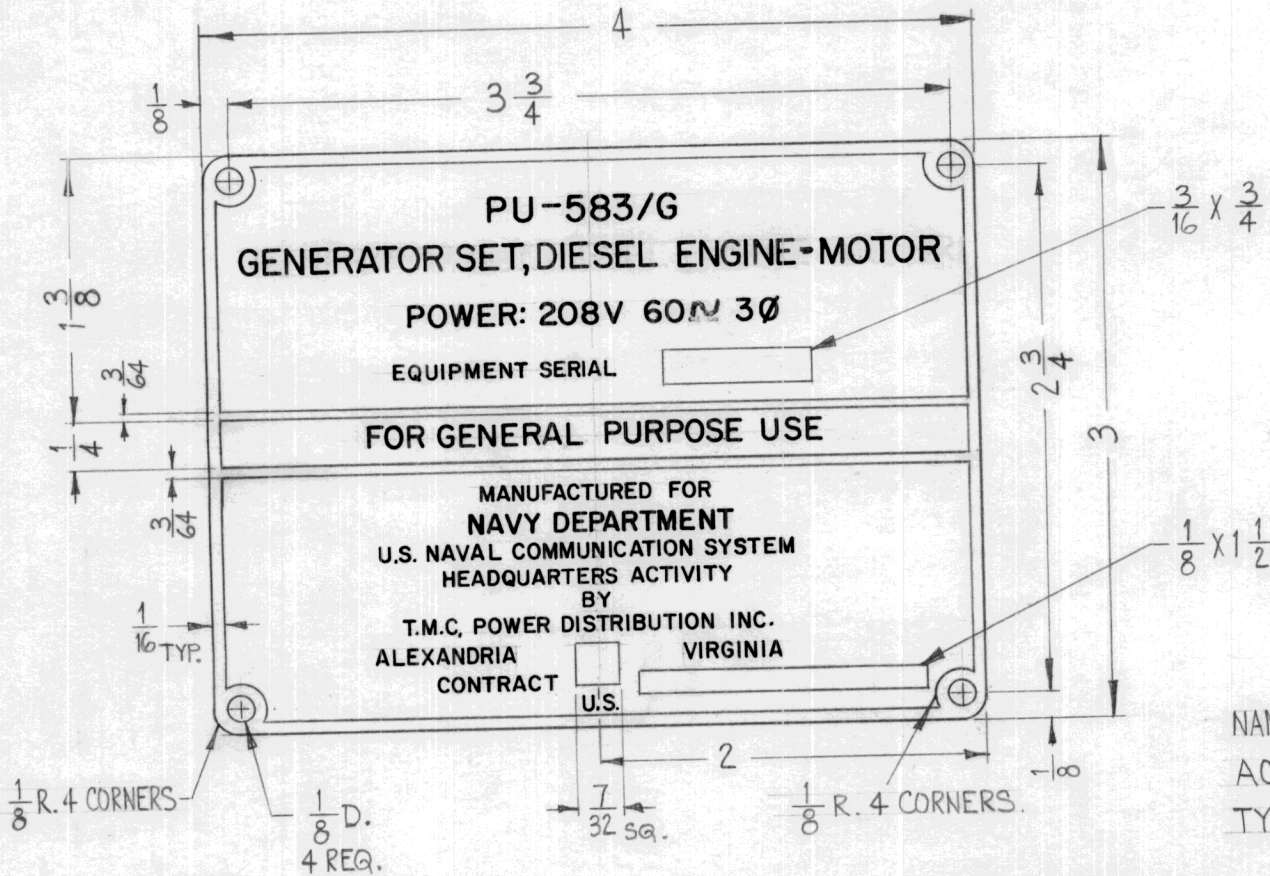 4
1/8
3 3/4
3/16 X 3/4
PU-583/G
GENERATOR SET, DIESEL ENGINE-MOTOR
POWER: 208V 60~ 3Ø
1 3/8
EQUIPMENT SERIAL
2 3/4
3/64
3
FOR GENERAL PURPOSE USE
1/4
3/64
MANUFACTURED FOR
NAVY DEPARTMENT
U.S. NAVAL COMMUNICATION SYSTEM
HEADQUARTERS ACTIVITY
BY
T.M.C. POWER DISTRIBUTION INC.
1/8 X 1 1/2
1/16 TYP.
ALEXANDRIA VIRGINIA
CONTRACT
U.S.
2
1/8
1/8 R. 4 CORNERS
1/8 D.
4 REQ.
7/32 SQ.
1/8 R. 4 CORNERS.
NAM
AC
TY